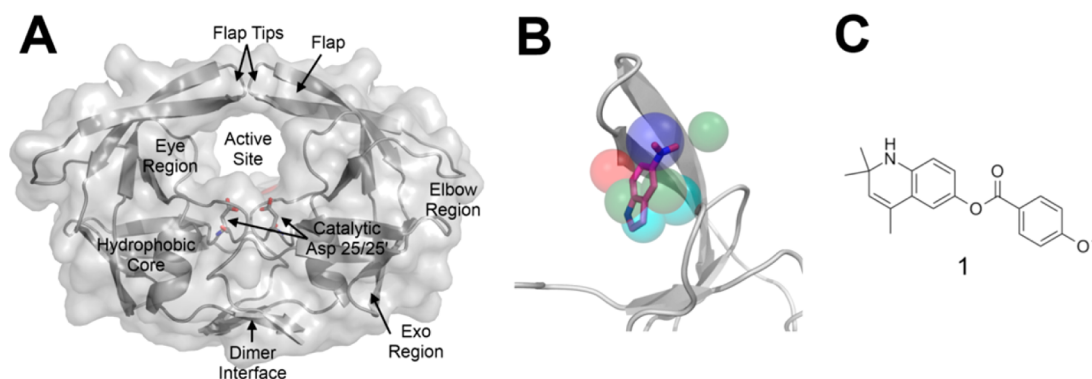 A
Flap Tips
Flap
Eye
Region
Active
Site
Elbow
Region
Hydrophobic
Core
Catalytic
Asp 25/25'
Exo
Region
Dimer
Interface
B
C
H
N
O
O
O
1